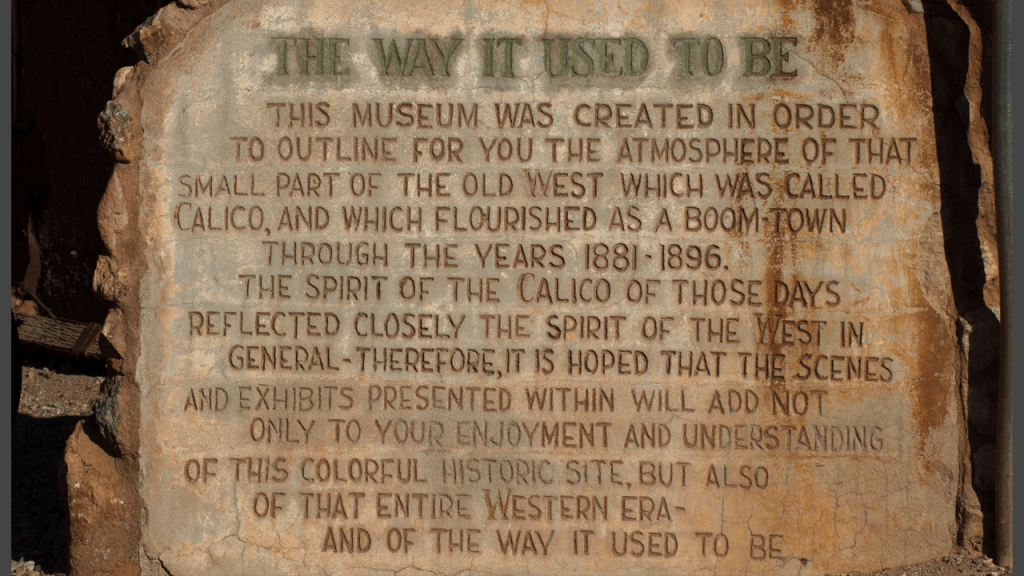 THE WAY IT USED TO BE
THIS MUSEUM WAS CREATED IN ORDER
TO OUTLINE FOR YOU THE ATMOSPHERE OF THAT
SMALL PART OF THE OLD WEST WHICH WAS CALLED
CALICO, AND WHICH FLOURISHED AS A BOOM-TOWN
THROUGH THE YEARS 1881-1896.
THE SPIRIT OF THE CALICO OF THOSE DAYS
REFLECTED CLOSELY THE SPIRIT OF THE WEST IN
GENERAL-THEREFORE, IT IS HOPED THAT THE SCENES
AND EXHIBITS PRESENTED WITHIN WILL ADD NOT
ONLY TO YOUR ENJOYMENT AND UNDERSTANDING
OF THIS COLORFUL HISTORIC SITE, BUT ALSO
OF THAT ENTIRE WESTERN ERA-
AND OF THE WAY IT USED TO BE